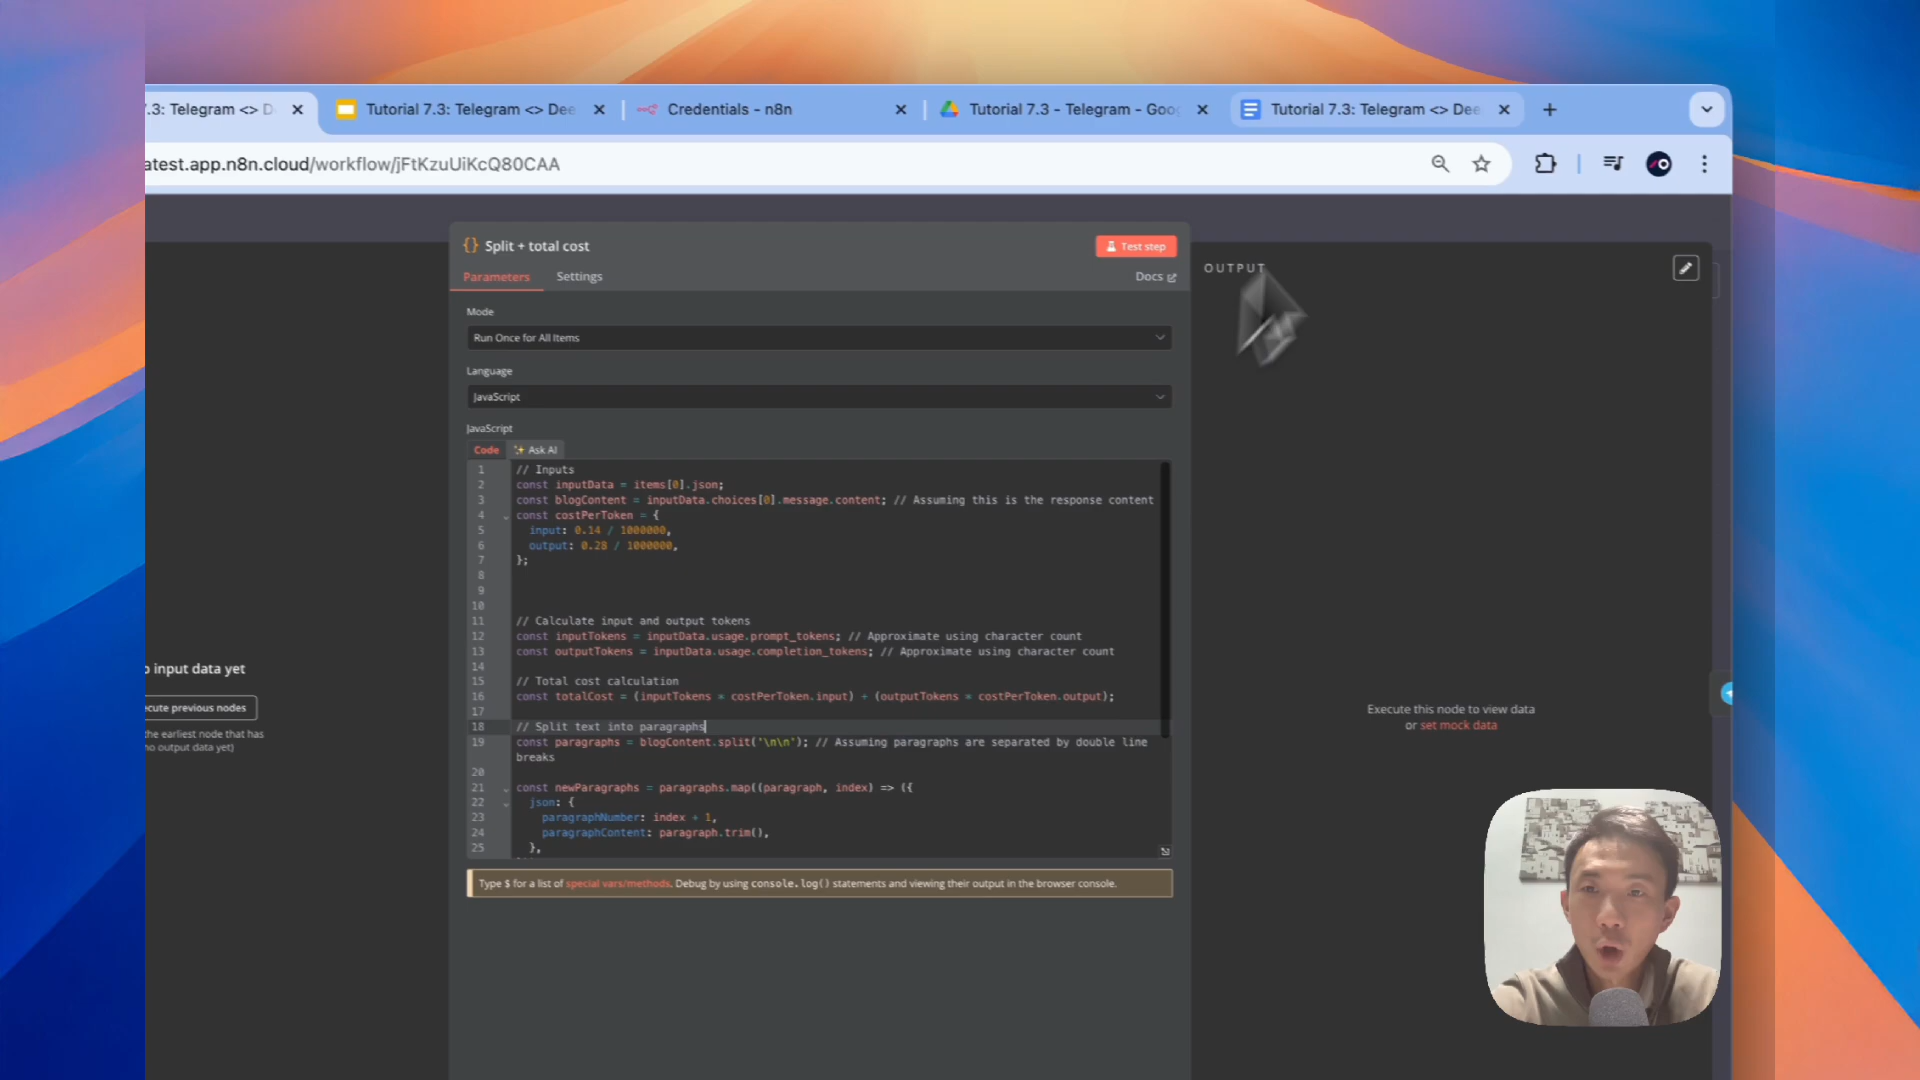 .3: Telegram <> D
Tutorial 7.3: Telegram <> Dee
Credentials - n8n
Tutorial 7.3 - Telegram - Goog
Tutorial 7.3: Telegram <> Dee
atest.app.n8n.cloud/workflow/jFtKzuUiKcQ80CAA
{} Split + total cost
Test step
Parameters
Settings
Docs
OUTPUT
Mode
Run Once for All Items
Language
JavaScript
JavaScript
Code
Ask AI
1 // Inputs
2 const inputData = items[0].json;
3 const blogContent = inputData.choices[0].message.content; // Assuming this is the response content
4 const costPerToken = {
5 input: 0.14 / 1000000,
6 output: 0.28 / 1000000,
7 };
8
9
10
11 // Calculate input and output tokens
12 const inputTokens = inputData.usage.prompt_tokens; // Approximate using character count
13 const outputTokens = inputData.usage.completion_tokens; // Approximate using character count
14
15 // Total cost calculation
16 const totalCost = (inputTokens * costPerToken.input) + (outputTokens * costPerToken.output);
17
18 // Split text into paragraphs
19 const paragraphs = blogContent.split('\n\n'); // Assuming paragraphs are separated by double line
breaks
20
21 const newParagraphs = paragraphs.map((paragraph, index) => ({
22 json: {
23 paragraphNumber: index + 1,
24 paragraphContent: paragraph.trim(),
25 },
Type $ for a list of special vars/methods. Debug by using console.log() statements and viewing their output in the browser console.
o input data yet
cute previous nodes
the earliest node that has
no output data yet)
Execute this node to view data
or set mock data